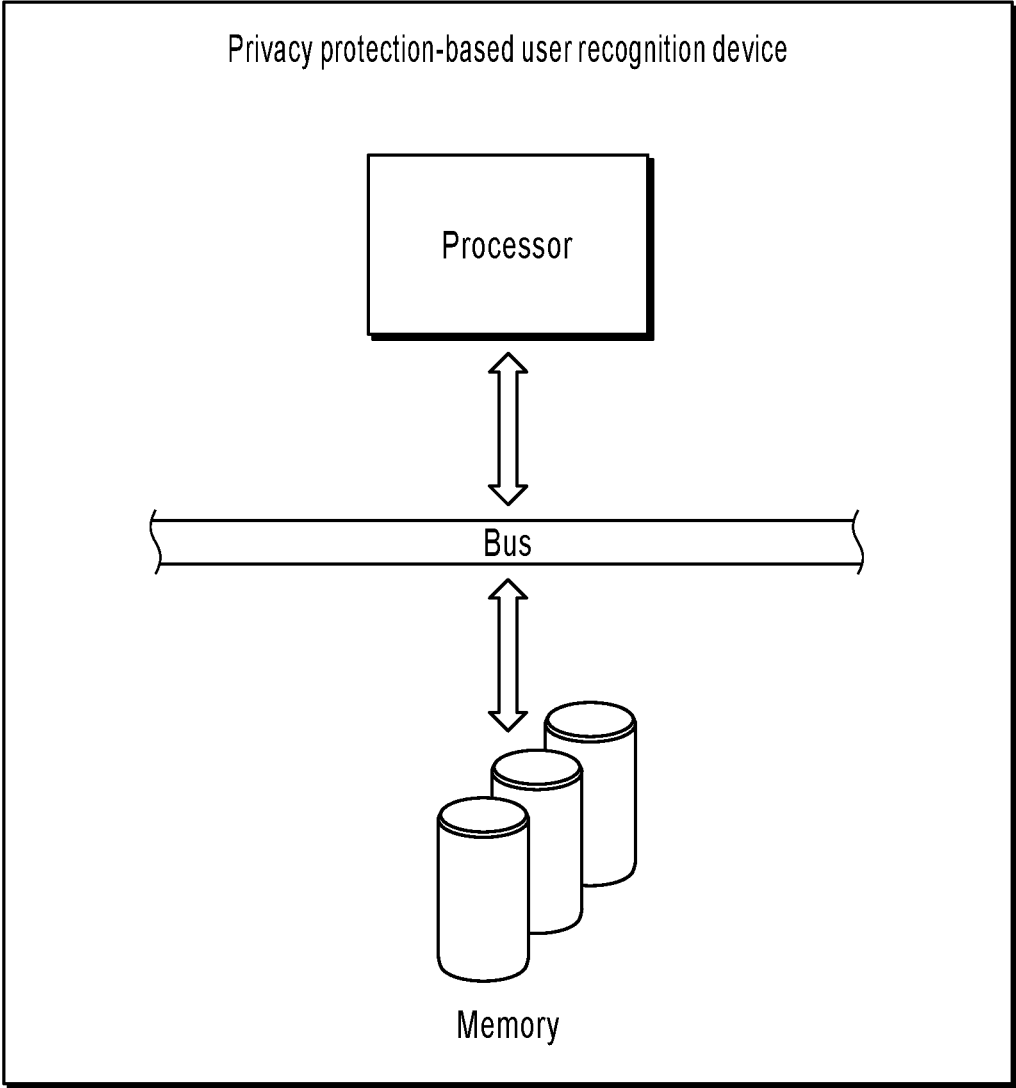 Privacy protection-based user recognition device
Processor
Bus
Memory